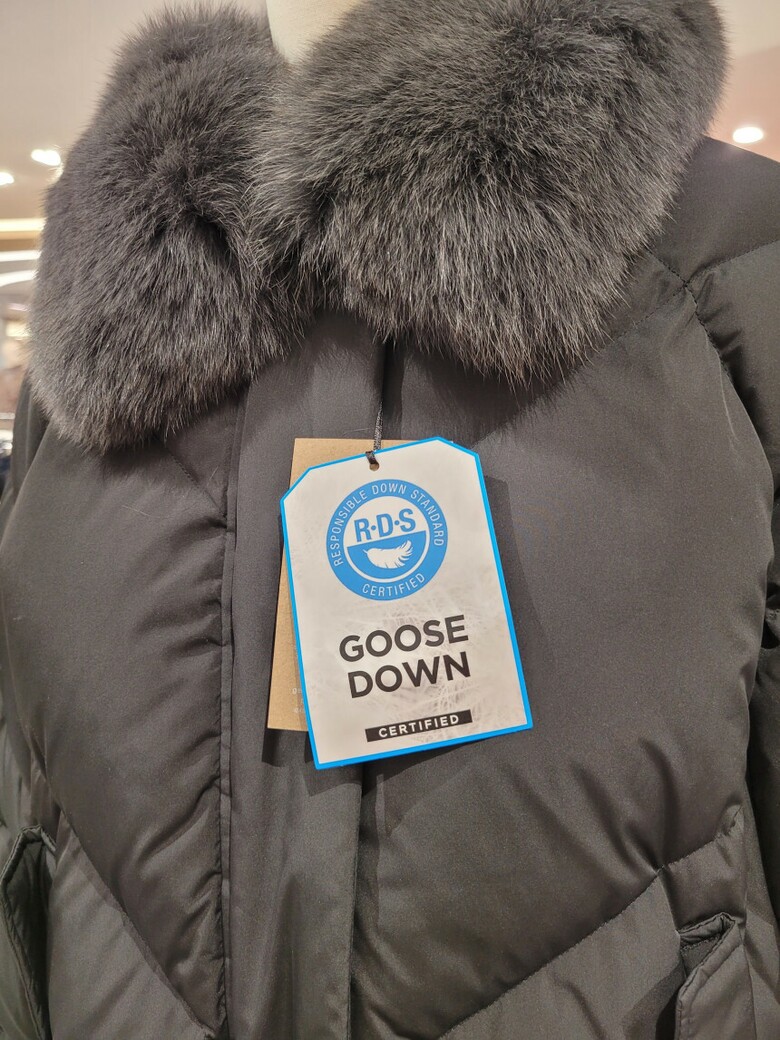 RESPONSIBLE DOWN STANDARD
R·D·S
CERTIFIED
GOOSE
DOWN
CERTIFIED